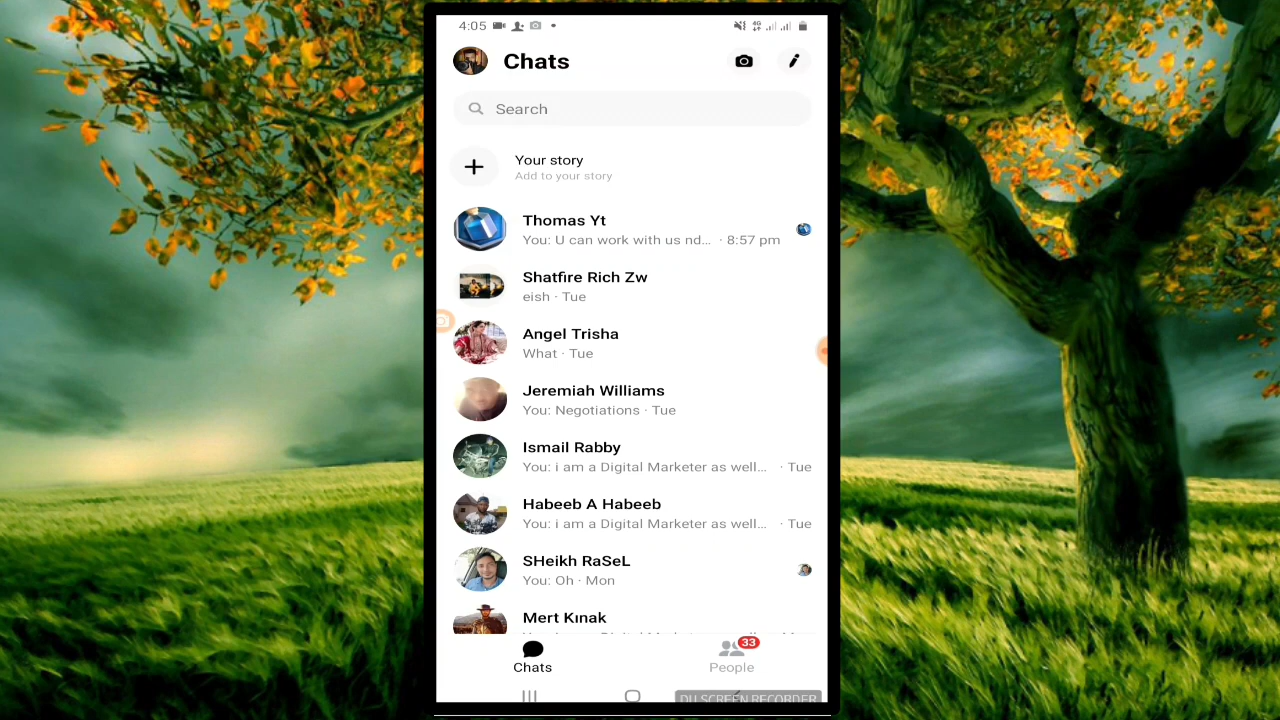 4:05
4G
Chats
Search
Your story
Add to your story
Thomas Yt
You: U can work with us nd... · 8:57 pm
Shatfire Rich Zw
eish · Tue
Angel Trisha
What · Tue
Jeremiah Williams
You: Negotiations · Tue
Ismail Rabby
You: i am a Digital Marketer as well... · Tue
Habeeb A Habeeb
You: i am a Digital Marketer as well... · Tue
SHeikh RaSeL
You: Oh · Mon
Mert Kınak
33
Chats
People
DU SCREEN RECORDER